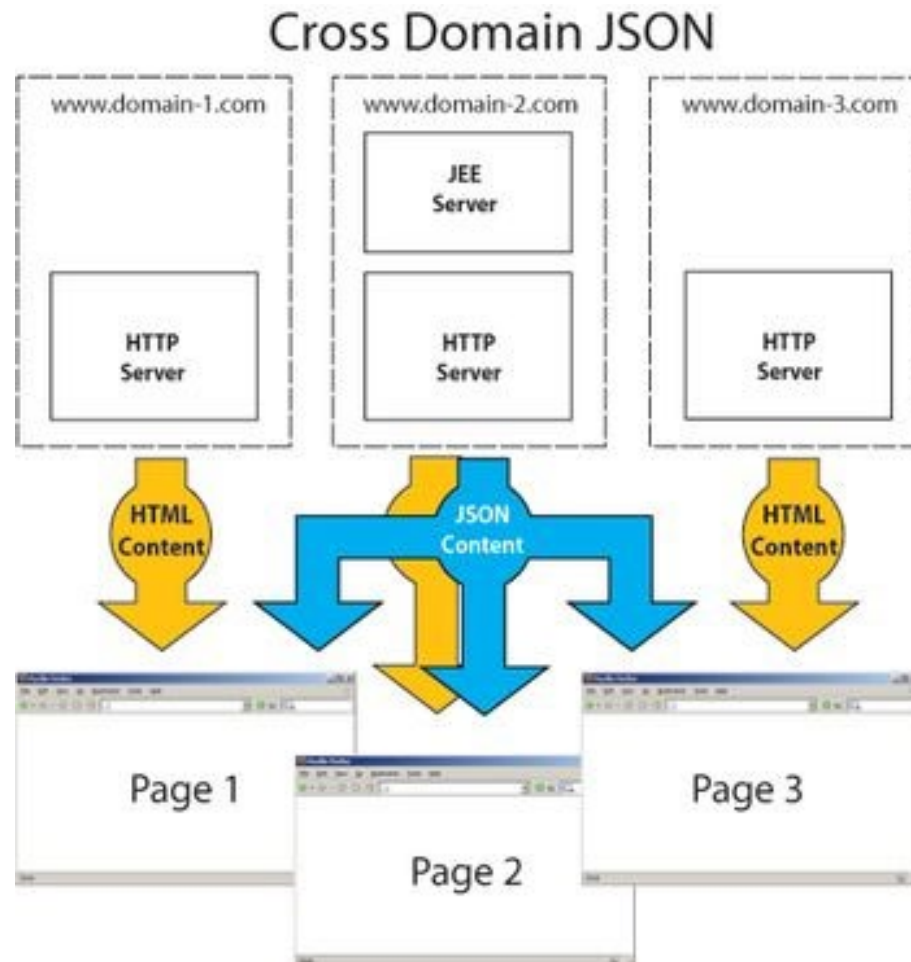 Cross Domain JSON
www.domain-1.com
www.domain-2.com
www.domain-3.com
JEE
Server
HTTP
Server
HTTP
Server
HTTP
Server
HTML
Content
JSON
Content
HTML
Content
Page 1
Page 2
Page 3